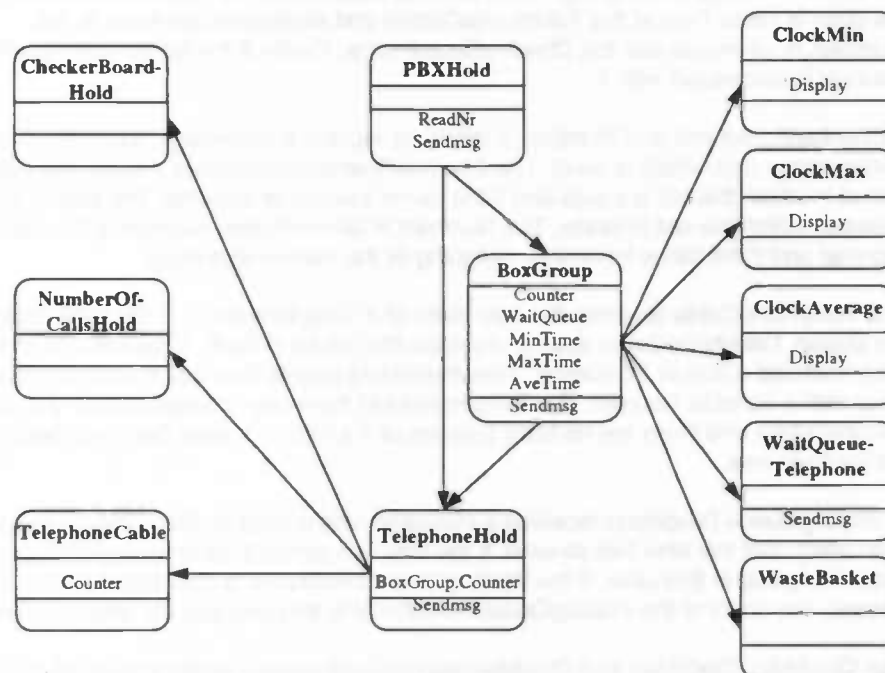 CheckerBoard-
Hold
NumberOf-
CallsHold
TelephoneCable
Counter
PBXHold
ReadNr
Sendmsg
BoxGroup
Counter
WaitQueue
MinTime
MaxTime
AveTime
Sendmsg
TelephoneHold
BoxGroup.Counter
Sendmsg
ClockMin
Display
ClockMax
Display
ClockAverage
Display
WaitQueue-
Telephone
Sendmsg
WasteBasket